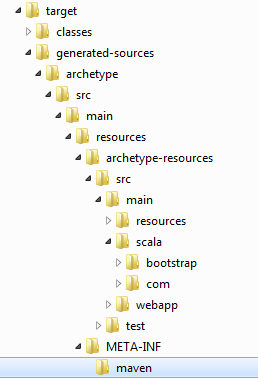 target
classes
generated-sources
archetype
src
main
resources
archetype-resources
src
main
resources
scala
bootstrap
com
webapp
test
META-INF
maven